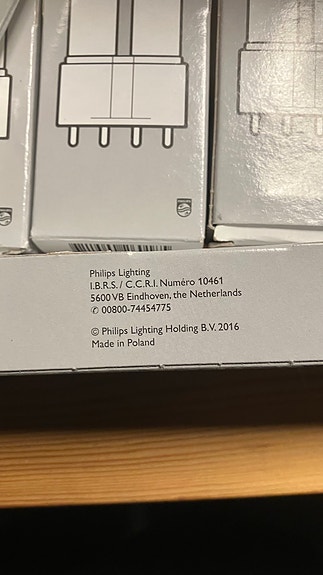 Philips Lighting
I.B.R.S. / C.C.R.I. Numéro 10461
5600 VB Eindhoven, the Netherlands
✆ 00800-74454775
© Philips Lighting Holding B.V. 2016
Made in Poland